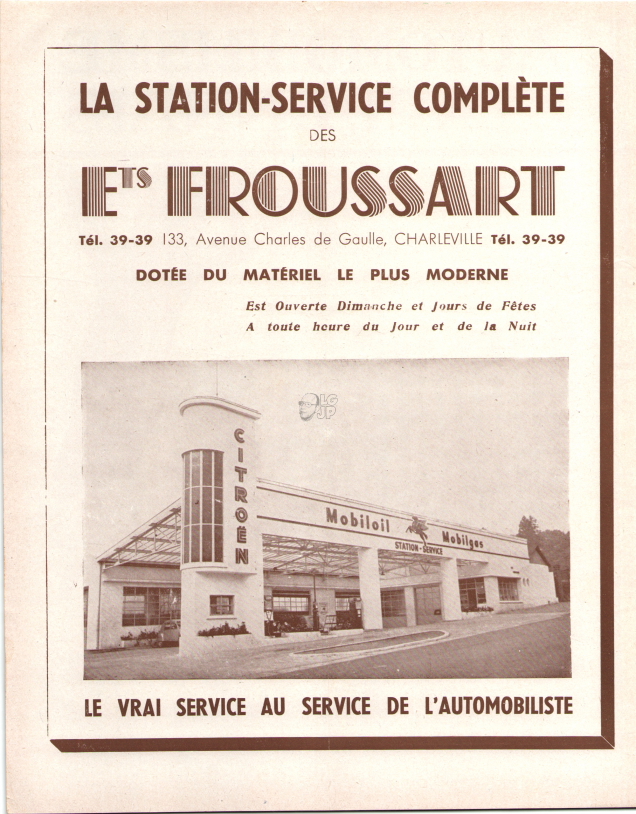 LA STATION-SERVICE COMPLÈTE
DES
ETS FROUSSART
Tél. 39-39 133, Avenue Charles de Gaulle, CHARLEVILLE Tél. 39-39
DOTÉE DU MATÉRIEL LE PLUS MODERNE
Est Ouverte Dimanche et Jours de Fêtes
A toute heure du Jour et de la Nuit
LG
JP
CITROËN
Mobiloil Mobilgas
STATION-SERVICE
LE VRAI SERVICE AU SERVICE DE L'AUTOMOBILISTE